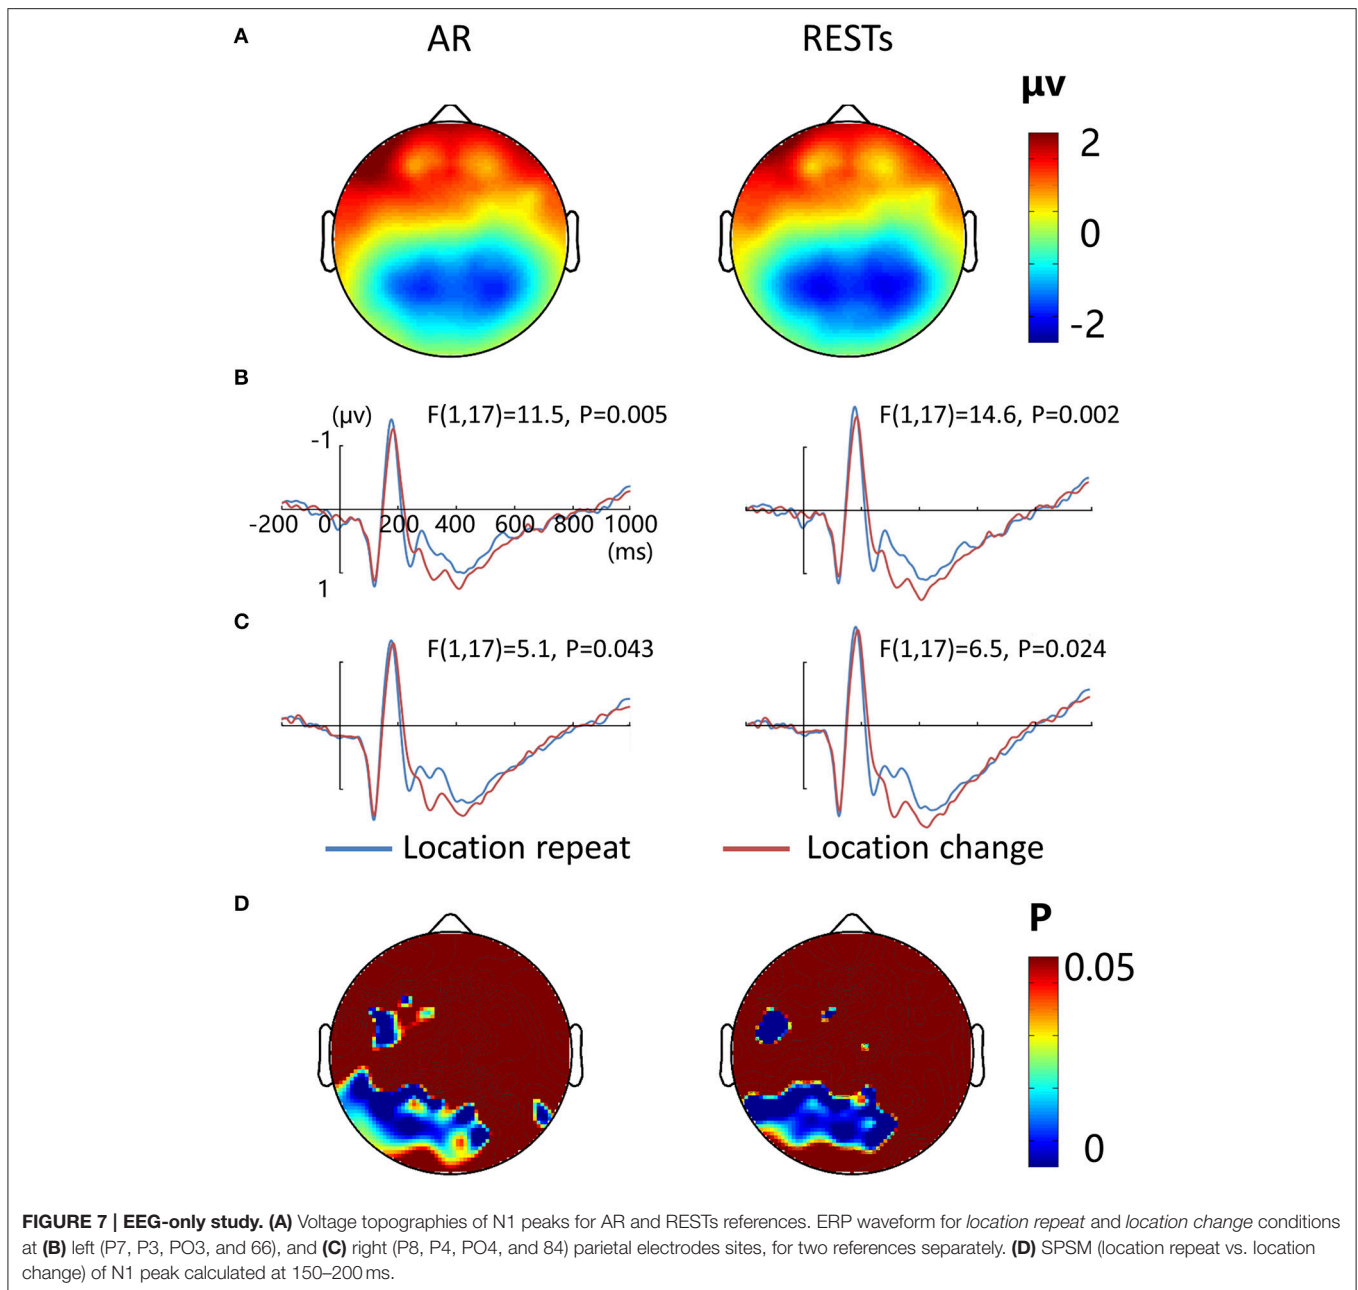 A
AR
RESTs
μv
2
0
-2
B
(μv)
F(1,17)=11.5, P=0.005
F(1,17)=14.6, P=0.002
-1
-200 0 200 400 600 800 1000
(ms)
1
C
F(1,17)=5.1, P=0.043
F(1,17)=6.5, P=0.024
Location repeat
Location change
D
P
0.05
0
FIGURE 7 | EEG-only study. (A) Voltage topographies of N1 peaks for AR and RESTs references. ERP waveform for location repeat and location change conditions
at (B) left (P7, P3, PO3, and 66), and (C) right (P8, P4, PO4, and 84) parietal electrodes sites, for two references separately. (D) SPSM (location repeat vs. location
change) of N1 peak calculated at 150–200 ms.